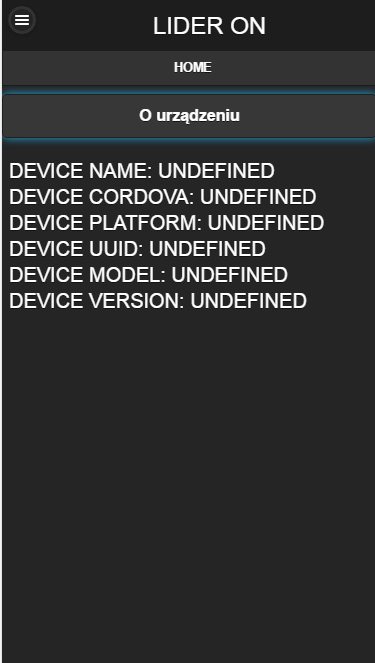 LIDER ON
HOME
O urządzeniu
DEVICE NAME: UNDEFINED
DEVICE CORDOVA: UNDEFINED
DEVICE PLATFORM: UNDEFINED
DEVICE UUID: UNDEFINED
DEVICE MODEL: UNDEFINED
DEVICE VERSION: UNDEFINED